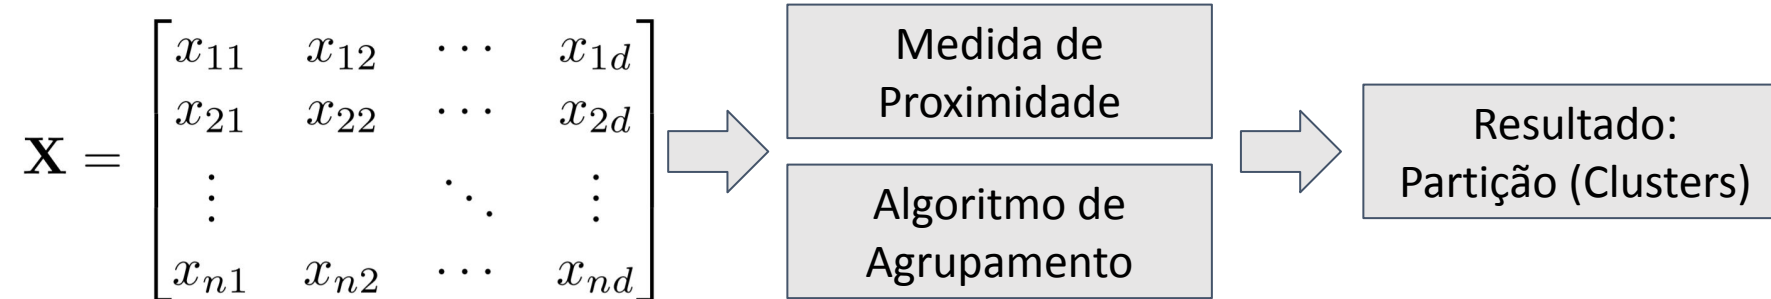 X = [ x11 x12 ⋯ x1d
x21 x22 ⋯ x2d
⋮ ⋱ ⋮
xn1 xn2 ⋯ xnd ]
Medida de
Proximidade
Algoritmo de
Agrupamento
Resultado:
Partição (Clusters)